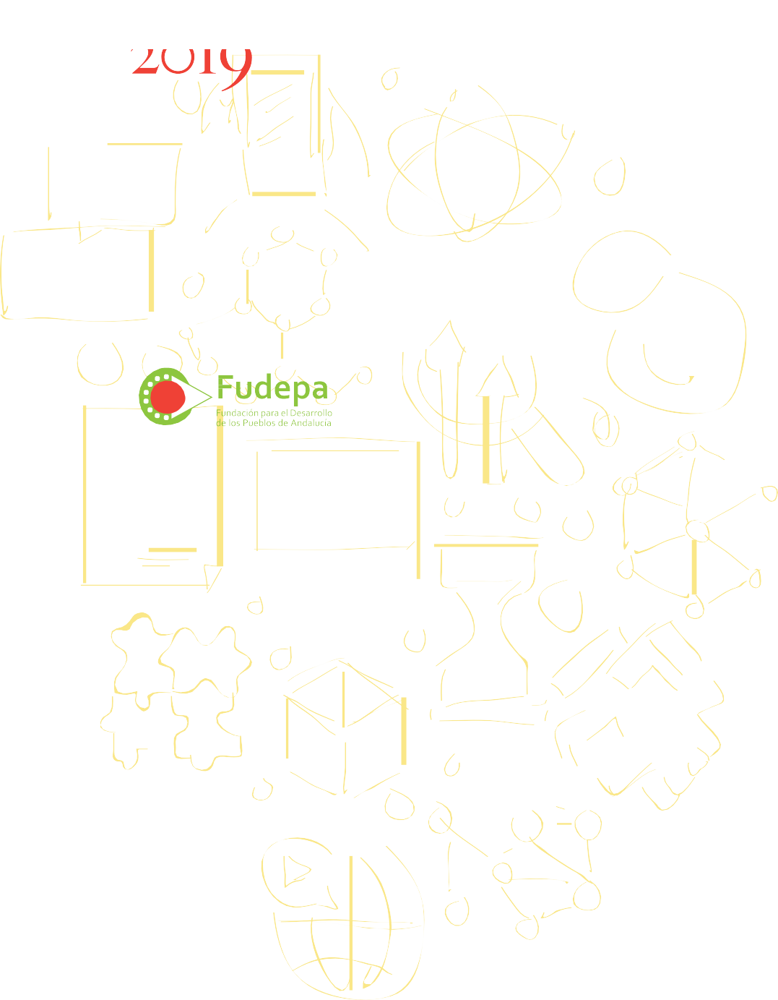 2019
Fudepa
Fundación para el Desarrollo
de los Pueblos de Andalucía